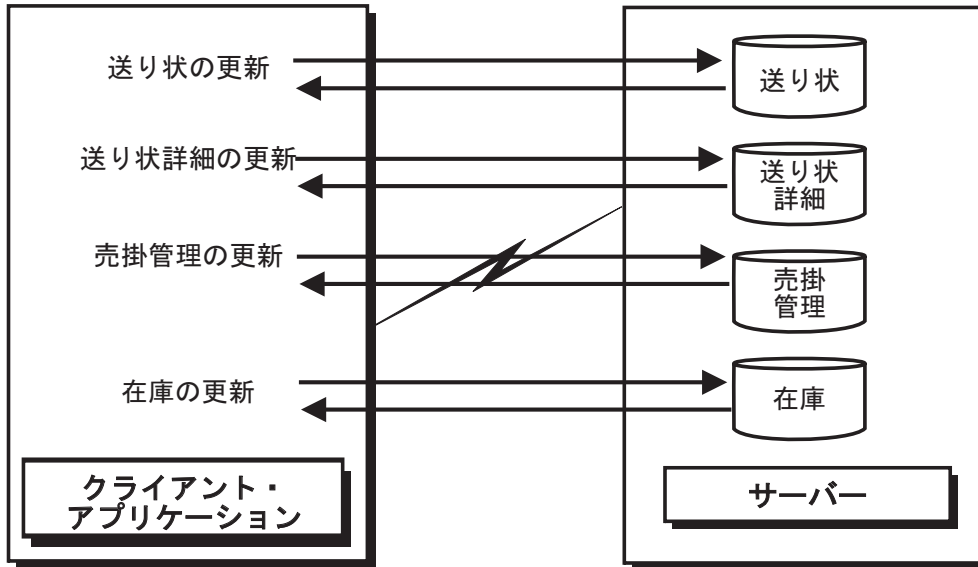 送り状の更新
送り状
送り状詳細の更新
送り状
詳細
売掛管理の更新
売掛
管理
在庫の更新
在庫
クライアント・
アプリケーション
サーバー